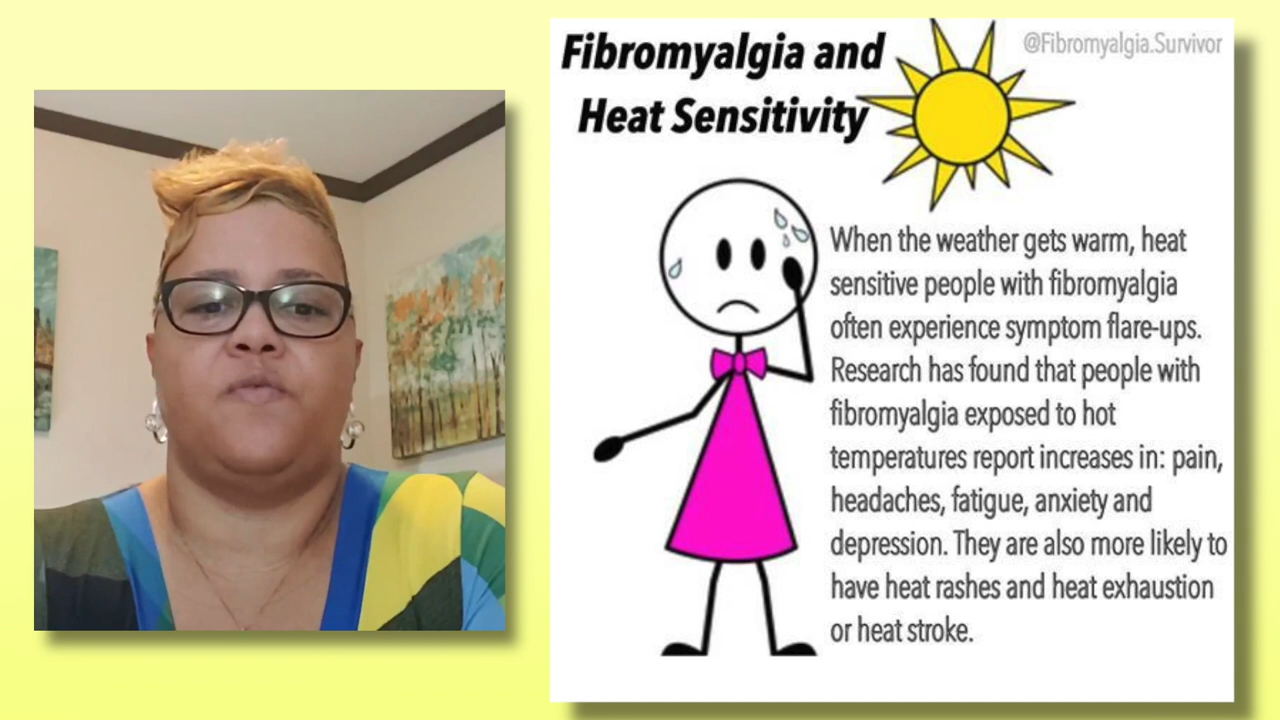 Fibromyalgia and
Heat Sensitivity
@Fibromyalgia.Survivor
When the weather gets warm, heat
sensitive people with fibromyalgia
often experience symptom flare-ups.
Research has found that people with
fibromyalgia exposed to hot
temperatures report increases in: pain,
headaches, fatigue, anxiety and
depression. They are also more likely to
have heat rashes and heat exhaustion
or heat stroke.